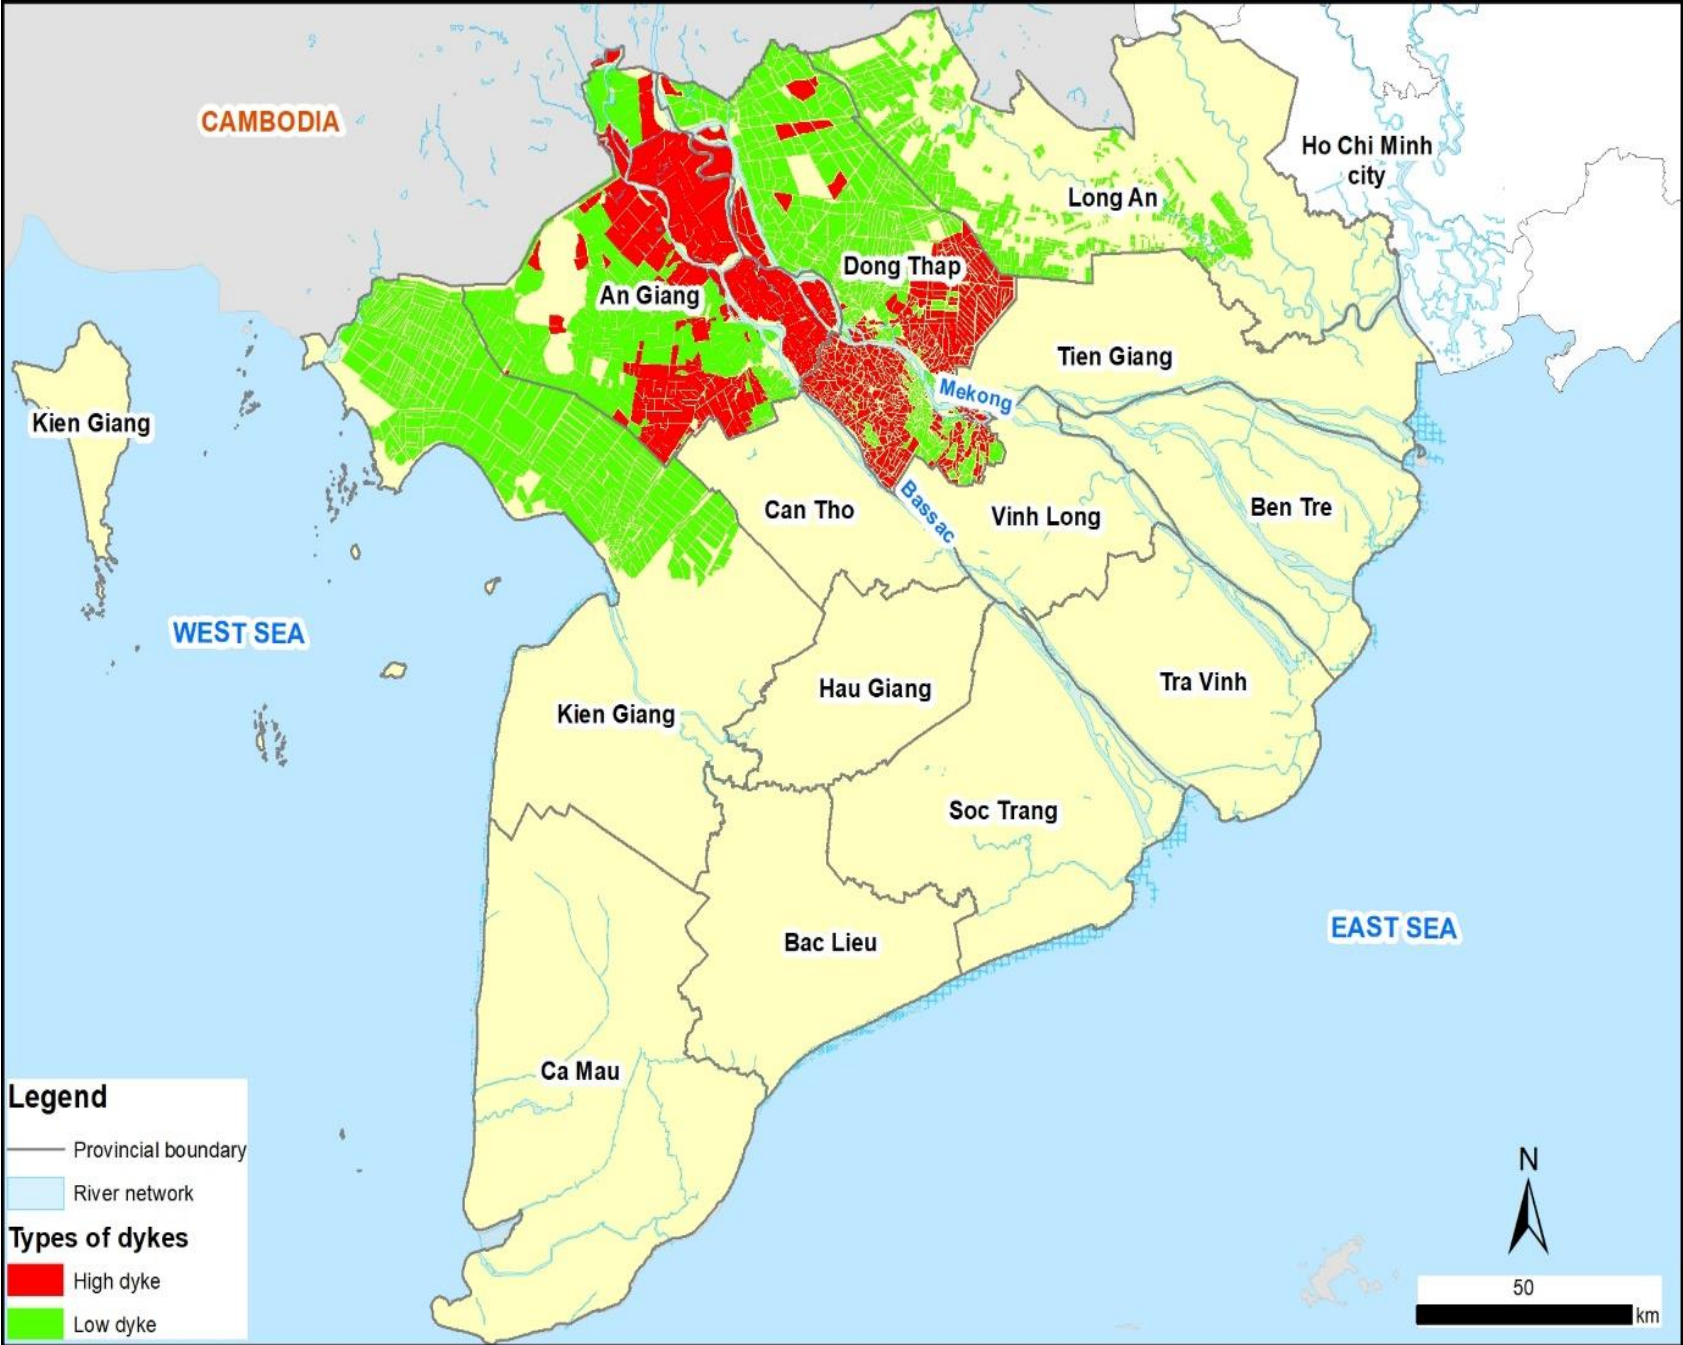 CAMBODIA
Ho Chi Minh
city
Long An
Dong Thap
An Giang
Tien Giang
Mekong
Kien Giang
Can Tho
Bassac
Vinh Long
Ben Tre
WEST SEA
Hau Giang
Tra Vinh
Kien Giang
Soc Trang
EAST SEA
Bac Lieu
Ca Mau
Legend
Provincial boundary
River network
Types of dykes
High dyke
Low dyke
N
50
km